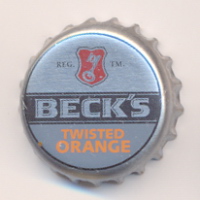 REG. TM.
BECK'S
TWISTED
ORANGE